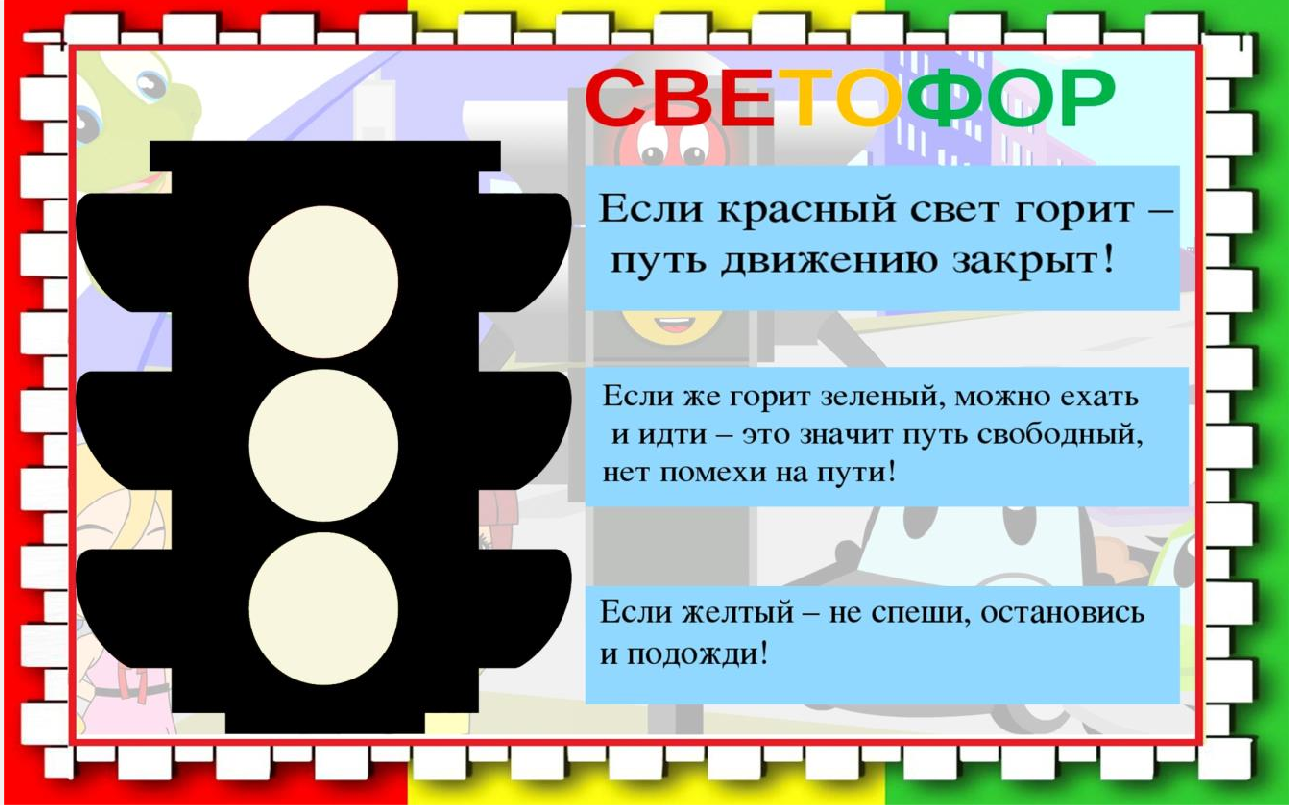 СВЕТОФОР
Если красный свет горит –
путь движению закрыт!
Если же горит зеленый, можно ехать
и идти – это значит путь свободный,
нет помехи на пути!
Если желтый – не спеши, остановись
и подожди!